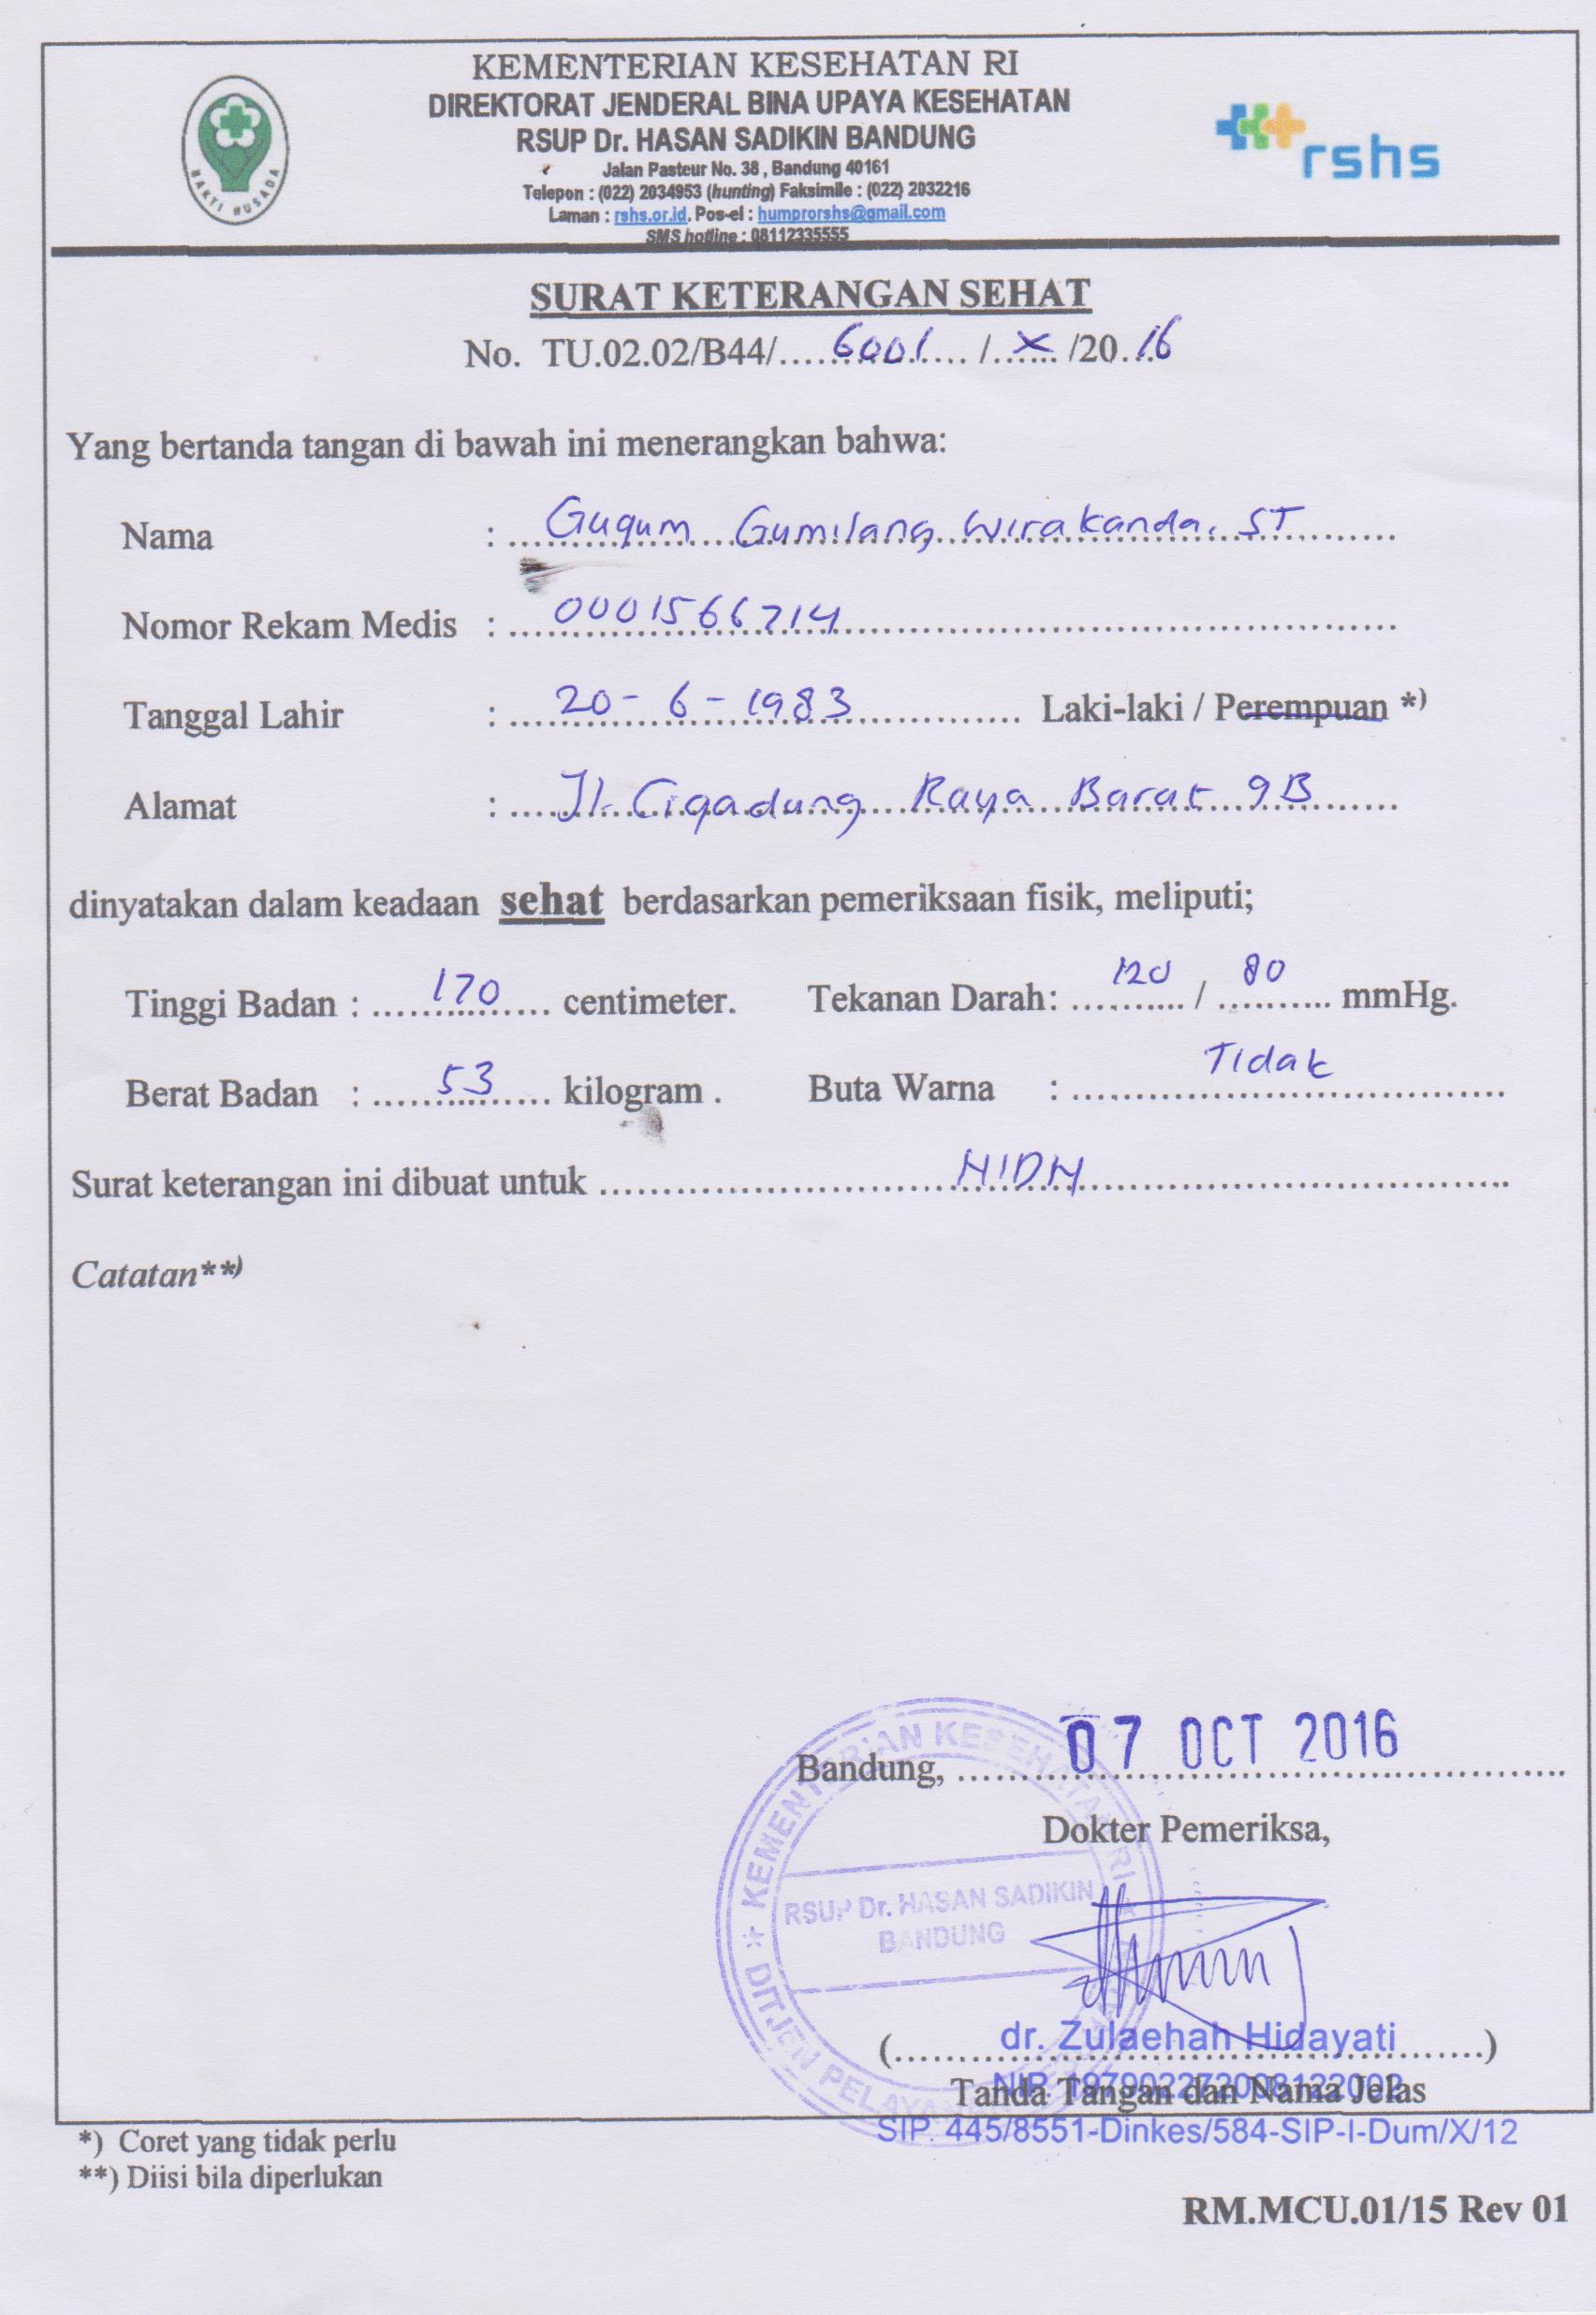 KEMENTERIAN KESEHATAN RI
DIREKTORAT JENDERAL BINA UPAYA KESEHATAN
RSUP Dr. HASAN SADIKIN BANDUNG
Jalan Pasteur No. 38 , Bandung 40161
Telepon : (022) 2034953 (hunting) Faksimile : (022) 2032216
Laman : rshs.or.id. Pos-el : humprorshs@gmail.com
SMS hotline : 08112335555
BAKTI HUSADA
rshs
SURAT KETERANGAN SEHAT
No. TU.02.02/B44/ 6001 / X /20 16
Yang bertanda tangan di bawah ini menerangkan bahwa:
Nama : Gugum Gumilang Wirakanda, ST
Nomor Rekam Medis : 0001566714
Tanggal Lahir : 20-6-1983 Laki-laki / Perempuan *)
Alamat : Jl. Cigadung Raya Barat 9B
dinyatakan dalam keadaan sehat berdasarkan pemeriksaan fisik, meliputi;
Tinggi Badan : 170 centimeter. Tekanan Darah: 120 / 80 mmHg.
Berat Badan : 53 kilogram . Buta Warna : Tidak
Surat keterangan ini dibuat untuk NIDN
Catatan**)
Bandung, 07 OCT 2016
Dokter Pemeriksa,
KEMENTERIAN KESEHATAN RI
RSUP Dr. HASAN SADIKIN
BANDUNG
DITJEN
(dr. Zulaehah Hidayati)
NIP. 197902272008122002
Tanda Tangan dan Nama Jelas
SIP. 445/8551-Dinkes/584-SIP-I-Dum/X/12
*) Coret yang tidak perlu
**) Diisi bila diperlukan
RM.MCU.01/15 Rev 01